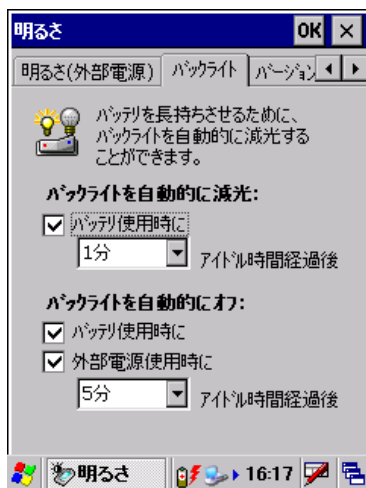 明るさ OK ×
明るさ(外部電源) バックライト バージョン
バッテリを長持ちさせるために、
バックライトを自動的に減光する
ことができます。
バックライトを自動的に減光:
バッテリ使用時に
1分 アイドル時間経過後
バックライトを自動的にオフ:
バッテリ使用時に
外部電源使用時に
5分 アイドル時間経過後
明るさ 16:17